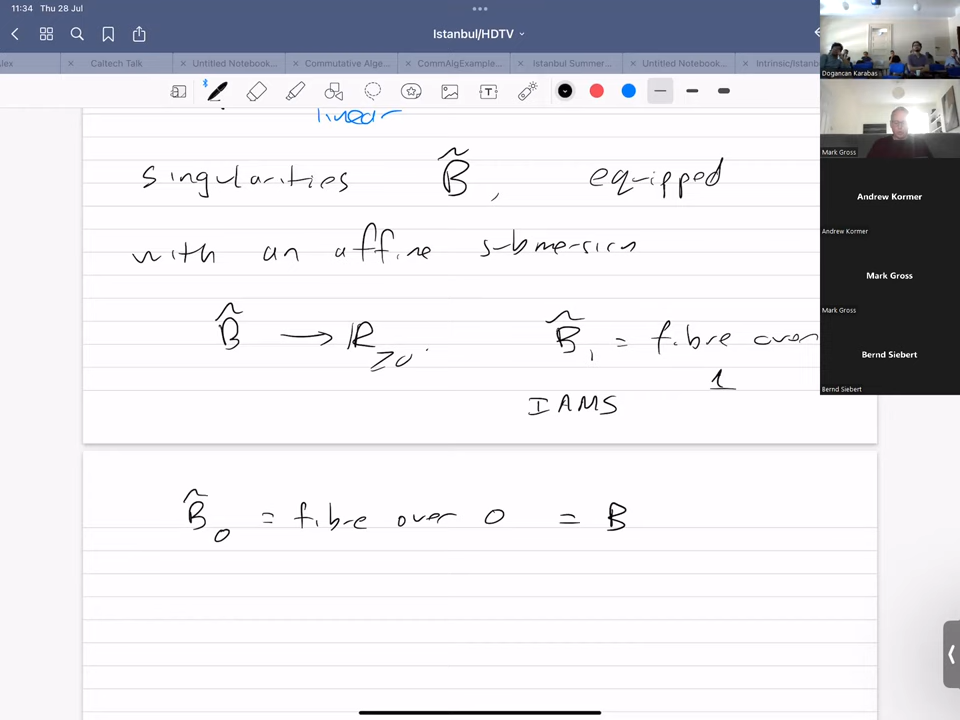 11:34 Thu 28 Jul
Istanbul/HDTV
lex
Caltech Talk
Untitled Notebook...
Commutative Alge...
CommAlgExample...
Istanbul Summer...
Untitled Notebook...
Intrinsic/Istanb
Dogancan Karabas
Mark Gross
Andrew Kormer
Andrew Kormer
Mark Gross
Mark Gross
Bernd Siebert
Bernd Siebert
linear
singularities B̃, equipped
with an affine submersion
B̃ → ℝ≥0. B̃₁ = fibre over
1
IAMS
B̃₀ = fibre over 0 = B